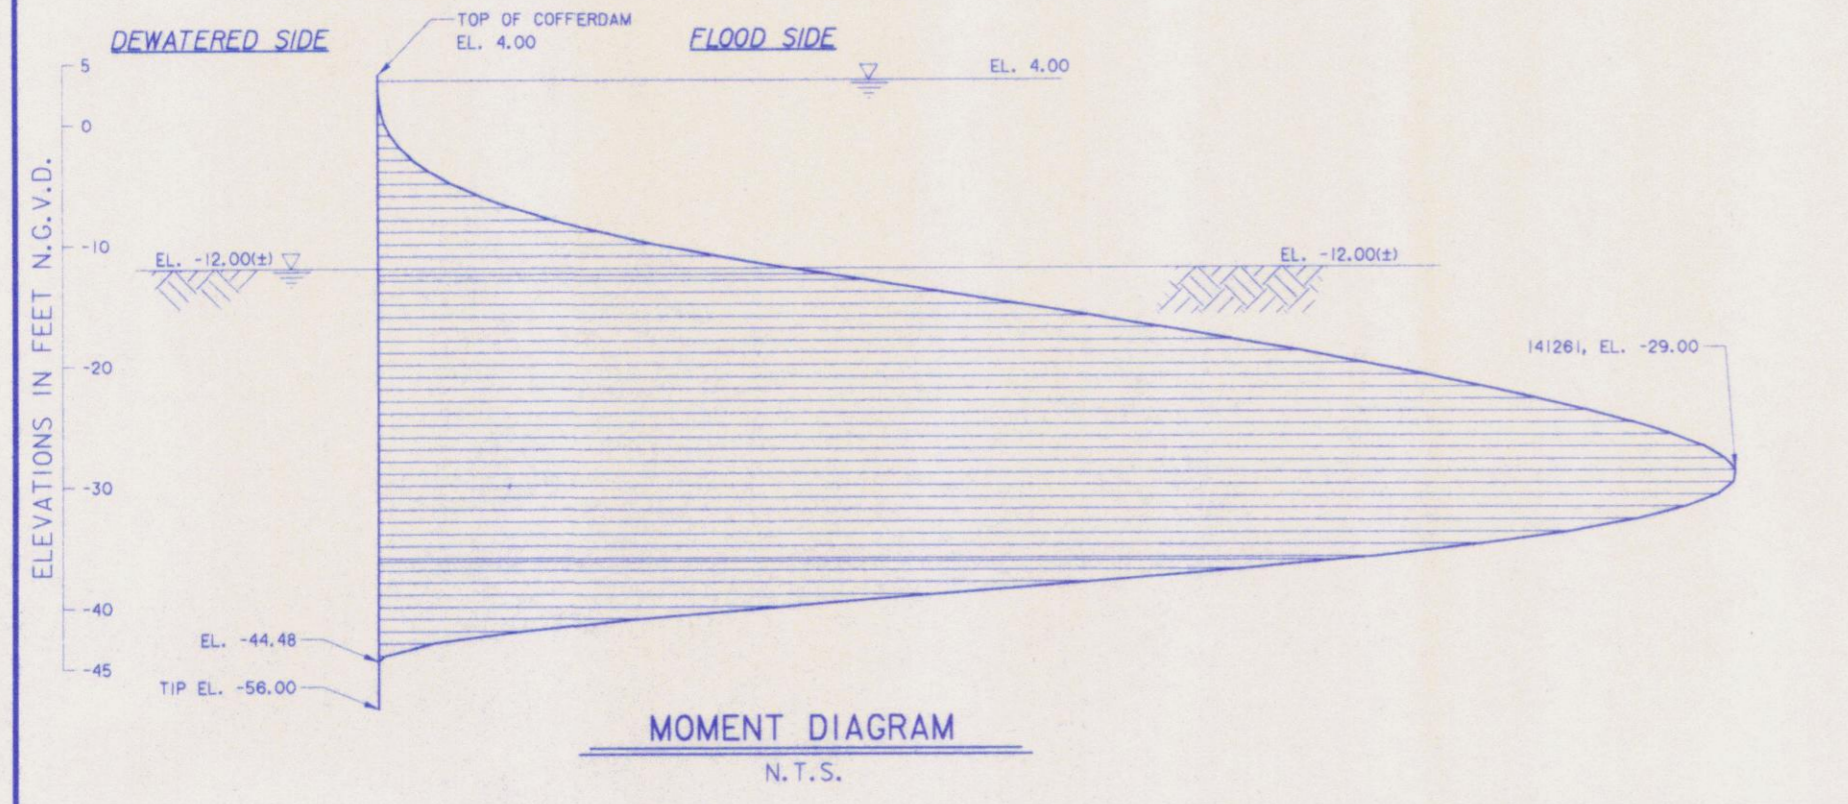 TOP OF COFFERDAM
EL. 4.00
DEWATERED SIDE
FLOOD SIDE
EL. 4.00
5
0
-10
-20
-30
-40
-45
ELEVATIONS IN FEET N.G.V.D.
EL. -12.00(±)
EL. -12.00(±)
141261, EL. -29.00
EL. -44.48
TIP EL. -56.00
MOMENT DIAGRAM
N.T.S.